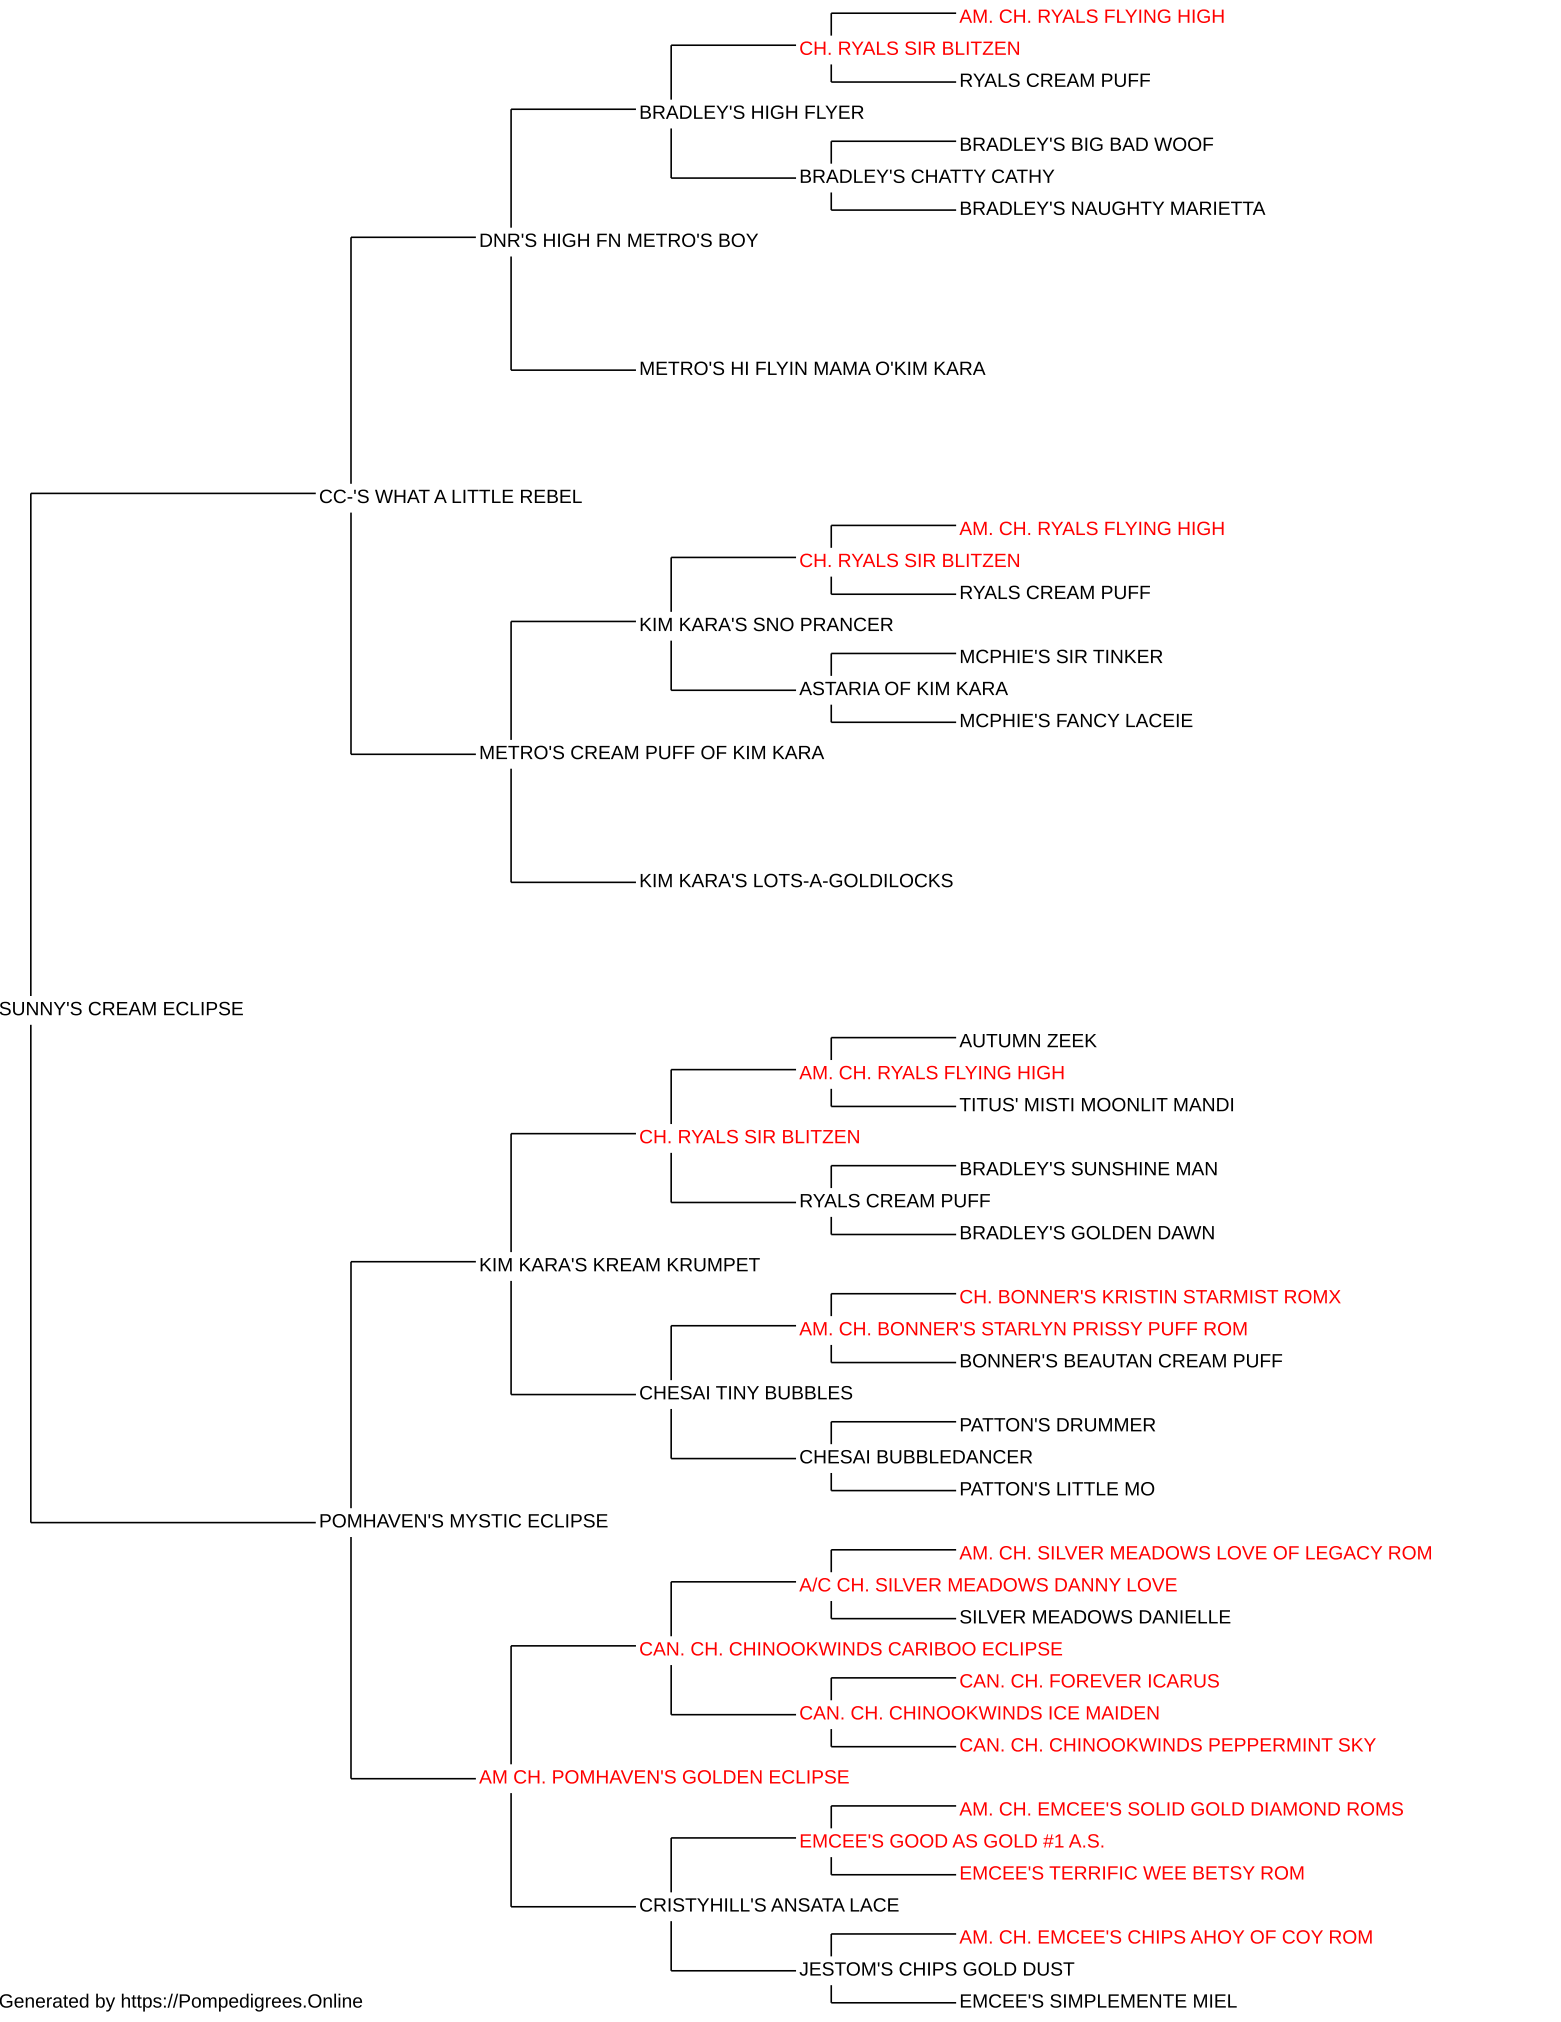 AM. CH. RYALS FLYING HIGH
CH. RYALS SIR BLITZEN
RYALS CREAM PUFF
BRADLEY'S HIGH FLYER
BRADLEY'S BIG BAD WOOF
BRADLEY'S CHATTY CATHY
BRADLEY'S NAUGHTY MARIETTA
DNR'S HIGH FN METRO'S BOY
METRO'S HI FLYIN MAMA O'KIM KARA
CC-'S WHAT A LITTLE REBEL
AM. CH. RYALS FLYING HIGH
CH. RYALS SIR BLITZEN
RYALS CREAM PUFF
KIM KARA'S SNO PRANCER
MCPHIE'S SIR TINKER
ASTARIA OF KIM KARA
MCPHIE'S FANCY LACEIE
METRO'S CREAM PUFF OF KIM KARA
KIM KARA'S LOTS-A-GOLDILOCKS
SUNNY'S CREAM ECLIPSE
AUTUMN ZEEK
AM. CH. RYALS FLYING HIGH
TITUS' MISTI MOONLIT MANDI
CH. RYALS SIR BLITZEN
BRADLEY'S SUNSHINE MAN
RYALS CREAM PUFF
BRADLEY'S GOLDEN DAWN
KIM KARA'S KREAM KRUMPET
CH. BONNER'S KRISTIN STARMIST ROMX
AM. CH. BONNER'S STARLYN PRISSY PUFF ROM
BONNER'S BEAUTAN CREAM PUFF
CHESAI TINY BUBBLES
PATTON'S DRUMMER
CHESAI BUBBLEDANCER
PATTON'S LITTLE MO
POMHAVEN'S MYSTIC ECLIPSE
AM. CH. SILVER MEADOWS LOVE OF LEGACY ROM
A/C CH. SILVER MEADOWS DANNY LOVE
SILVER MEADOWS DANIELLE
CAN. CH. CHINOOKWINDS CARIBOO ECLIPSE
CAN. CH. FOREVER ICARUS
CAN. CH. CHINOOKWINDS ICE MAIDEN
CAN. CH. CHINOOKWINDS PEPPERMINT SKY
AM CH. POMHAVEN'S GOLDEN ECLIPSE
AM. CH. EMCEE'S SOLID GOLD DIAMOND ROMS
EMCEE'S GOOD AS GOLD #1 A.S.
EMCEE'S TERRIFIC WEE BETSY ROM
CRISTYHILL'S ANSATA LACE
AM. CH. EMCEE'S CHIPS AHOY OF COY ROM
JESTOM'S CHIPS GOLD DUST
EMCEE'S SIMPLEMENTE MIEL
Generated by https://Pompedigrees.Online